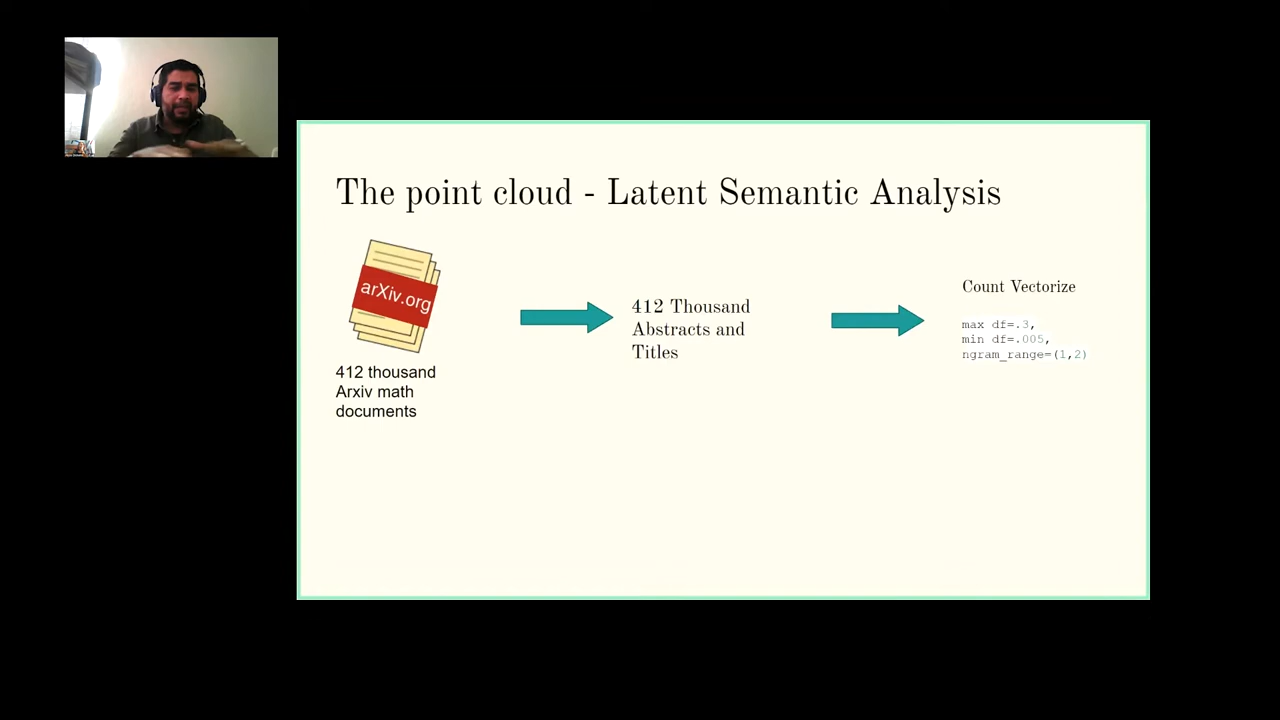 The point cloud - Latent Semantic Analysis
arXiv.org
412 thousand
Arxiv math
documents
412 Thousand
Abstracts and
Titles
Count Vectorize
max df=.3,
min df=.005,
ngram_range=(1,2)